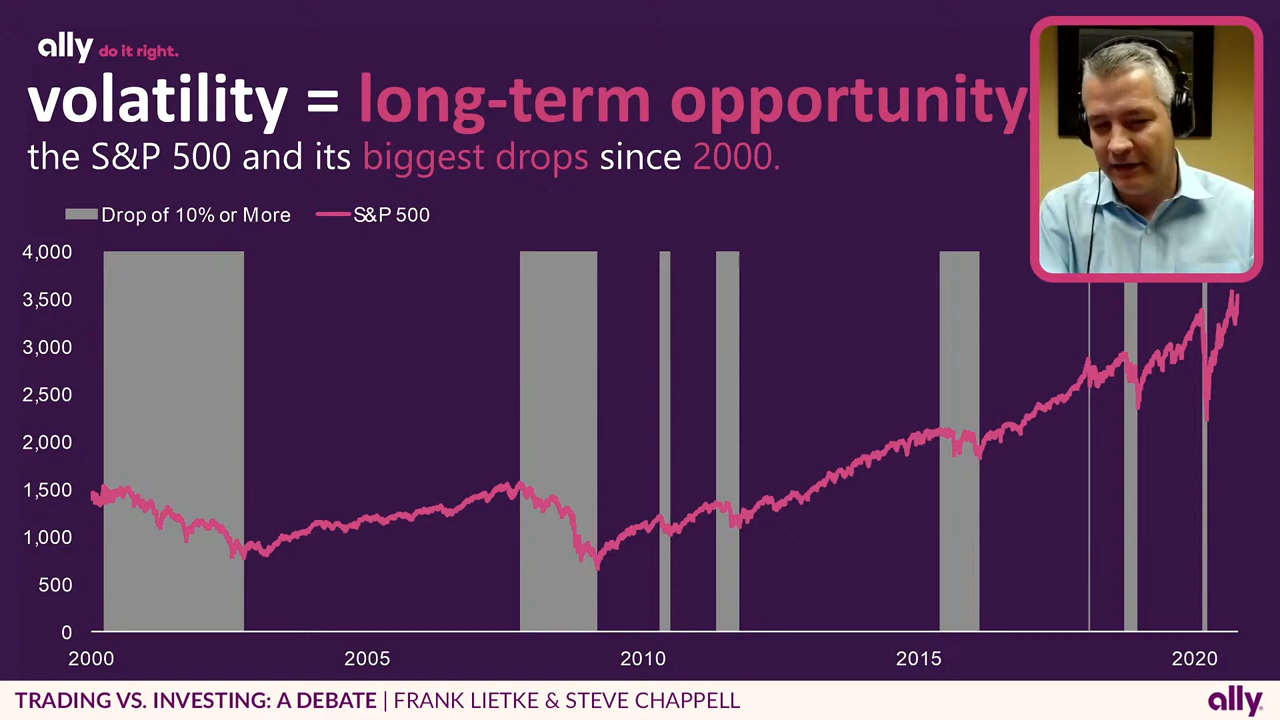 ally do it right.
volatility = long-term opportunity.
the S&P 500 and its biggest drops since 2000.
Drop of 10% or More S&P 500
4,000
3,500
3,000
2,500
2,000
1,500
1,000
500
0
2000 2005 2010 2015 2020
TRADING VS. INVESTING: A DEBATE | FRANK LIETKE & STEVE CHAPPELL
ally